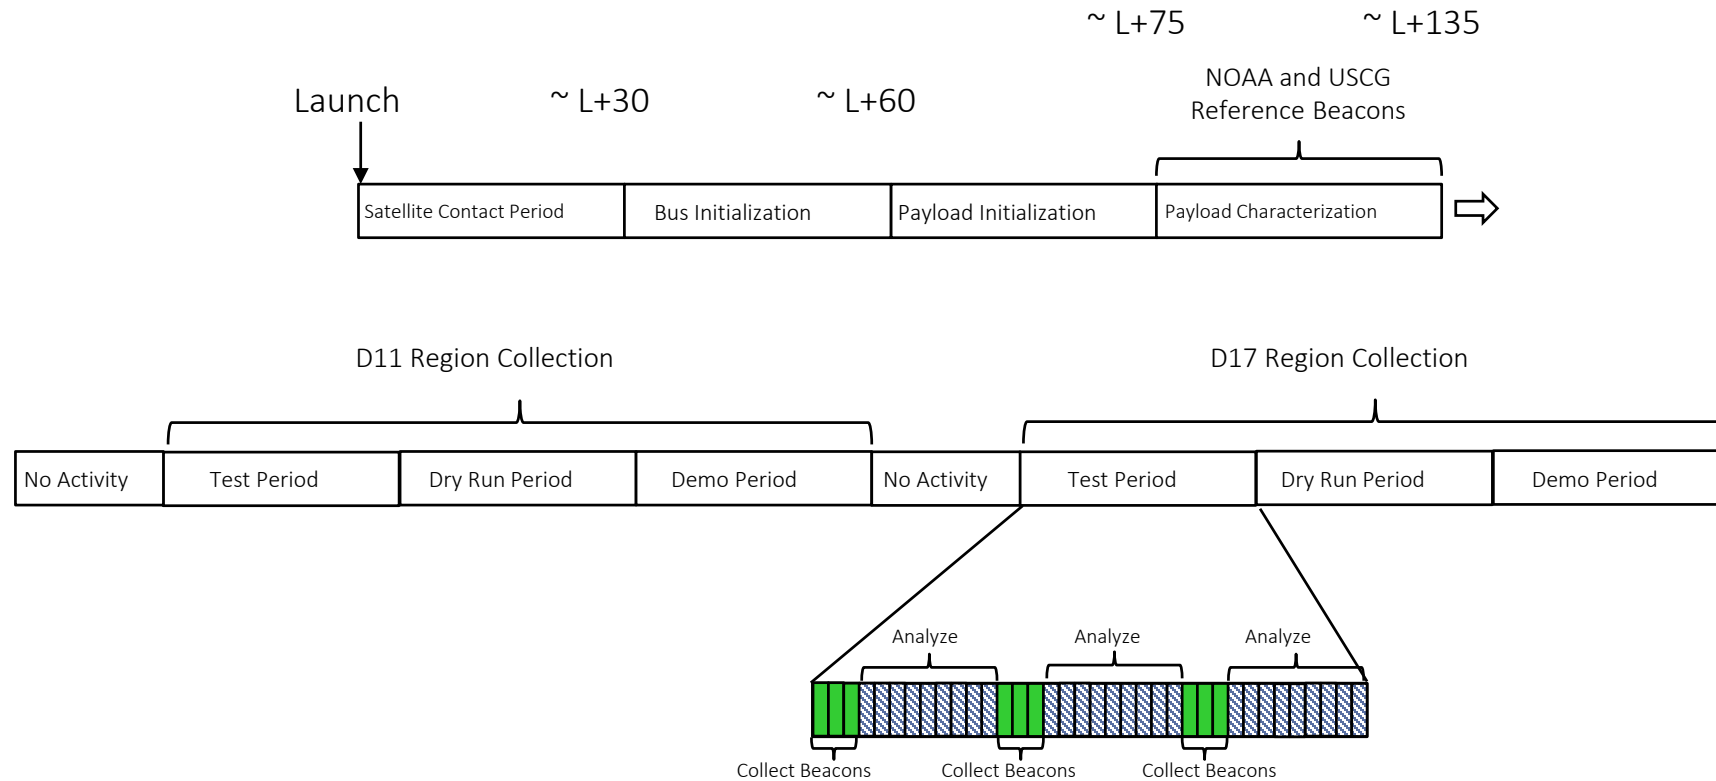 ~ L+75
~ L+135
NOAA and USCG
Reference Beacons
Launch
~ L+30
~ L+60
Satellite Contact Period
Bus Initialization
Payload Initialization
Payload Characterization
D11 Region Collection
D17 Region Collection
No Activity
Test Period
Dry Run Period
Demo Period
No Activity
Test Period
Dry Run Period
Demo Period
Analyze
Analyze
Analyze
Collect Beacons
Collect Beacons
Collect Beacons